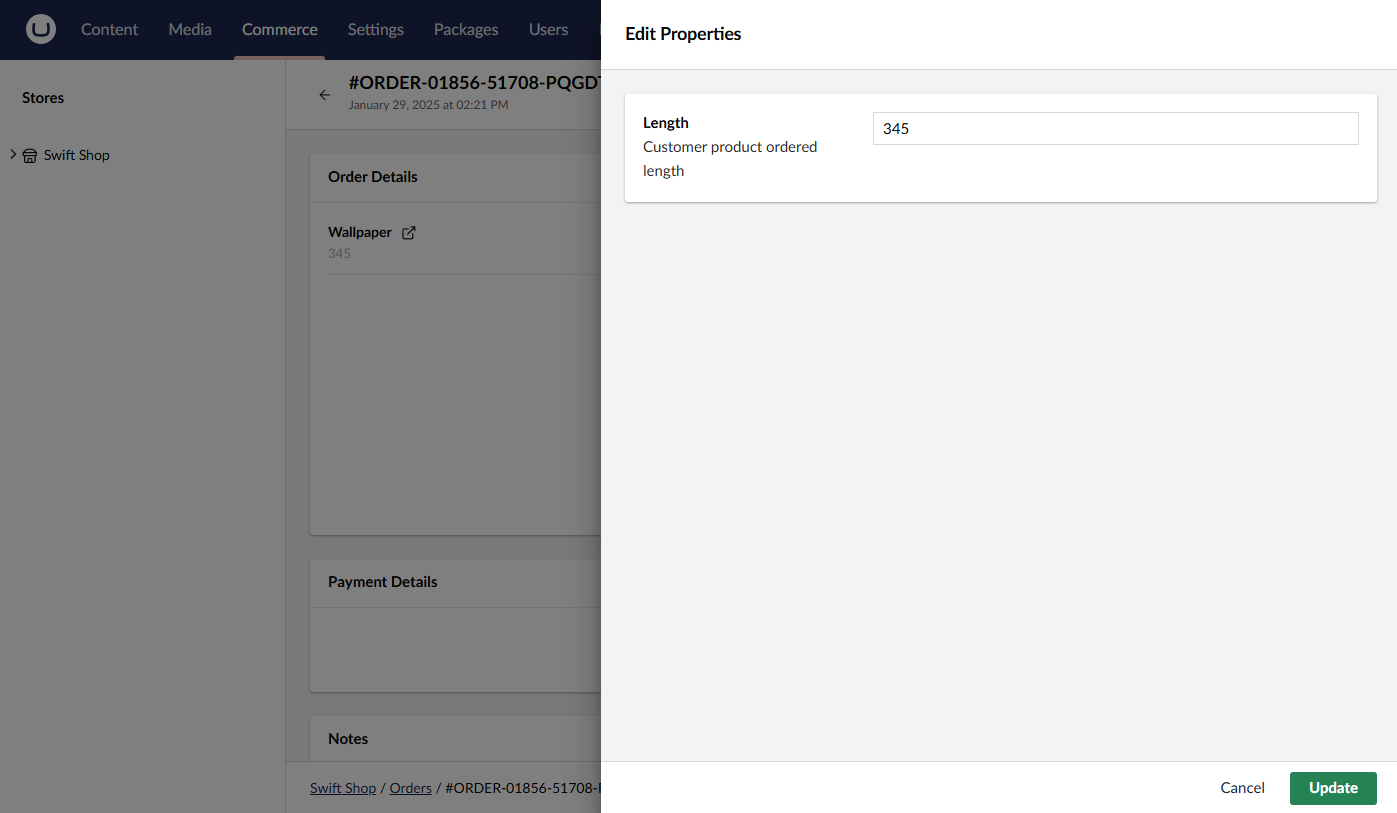 Content Media Commerce Settings Packages Users
Stores
Swift Shop
#ORDER-01856-51708-PQGD
January 29, 2025 at 02:21 PM
Order Details
Wallpaper
345
Payment Details
Notes
Swift Shop / Orders / #ORDER-01856-51708-
Edit Properties
Length
Customer product ordered
length
345
Cancel Update